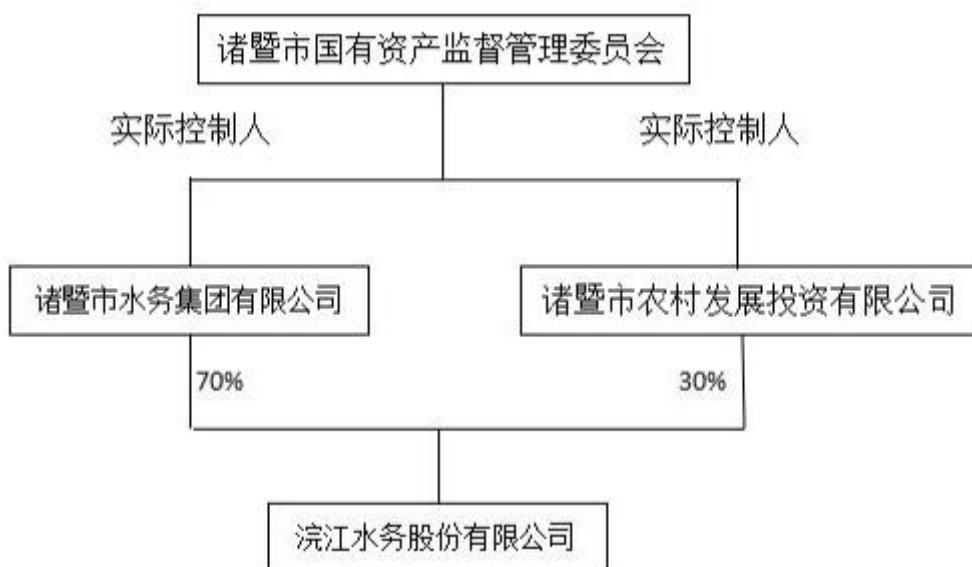 诸暨市国有资产监督管理委员会
实际控制人
实际控制人
诸暨市水务集团有限公司
诸暨市农村发展投资有限公司
70%
30%
浣江水务股份有限公司